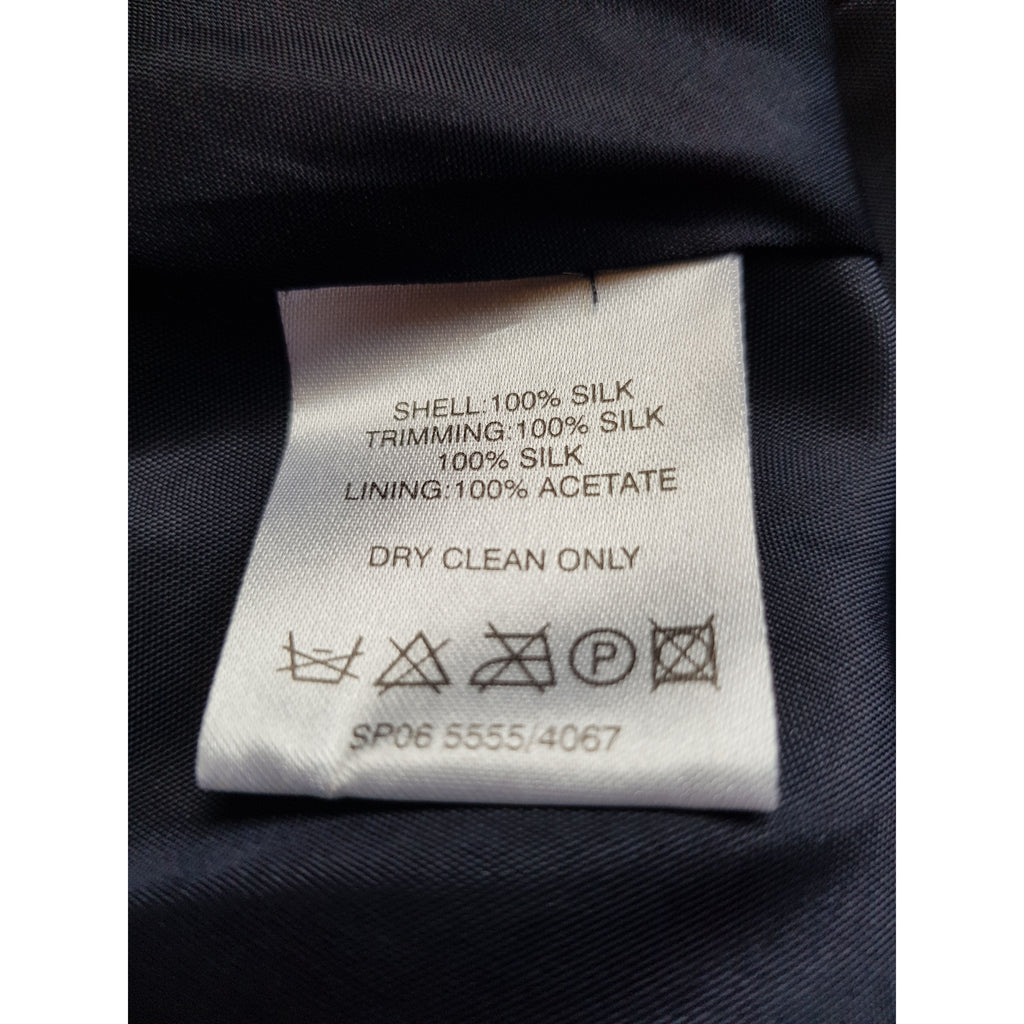 SHELL:100% SILK
TRIMMING:100% SILK
100% SILK
LINING:100% ACETATE
DRY CLEAN ONLY
P
SP06 5555/4067